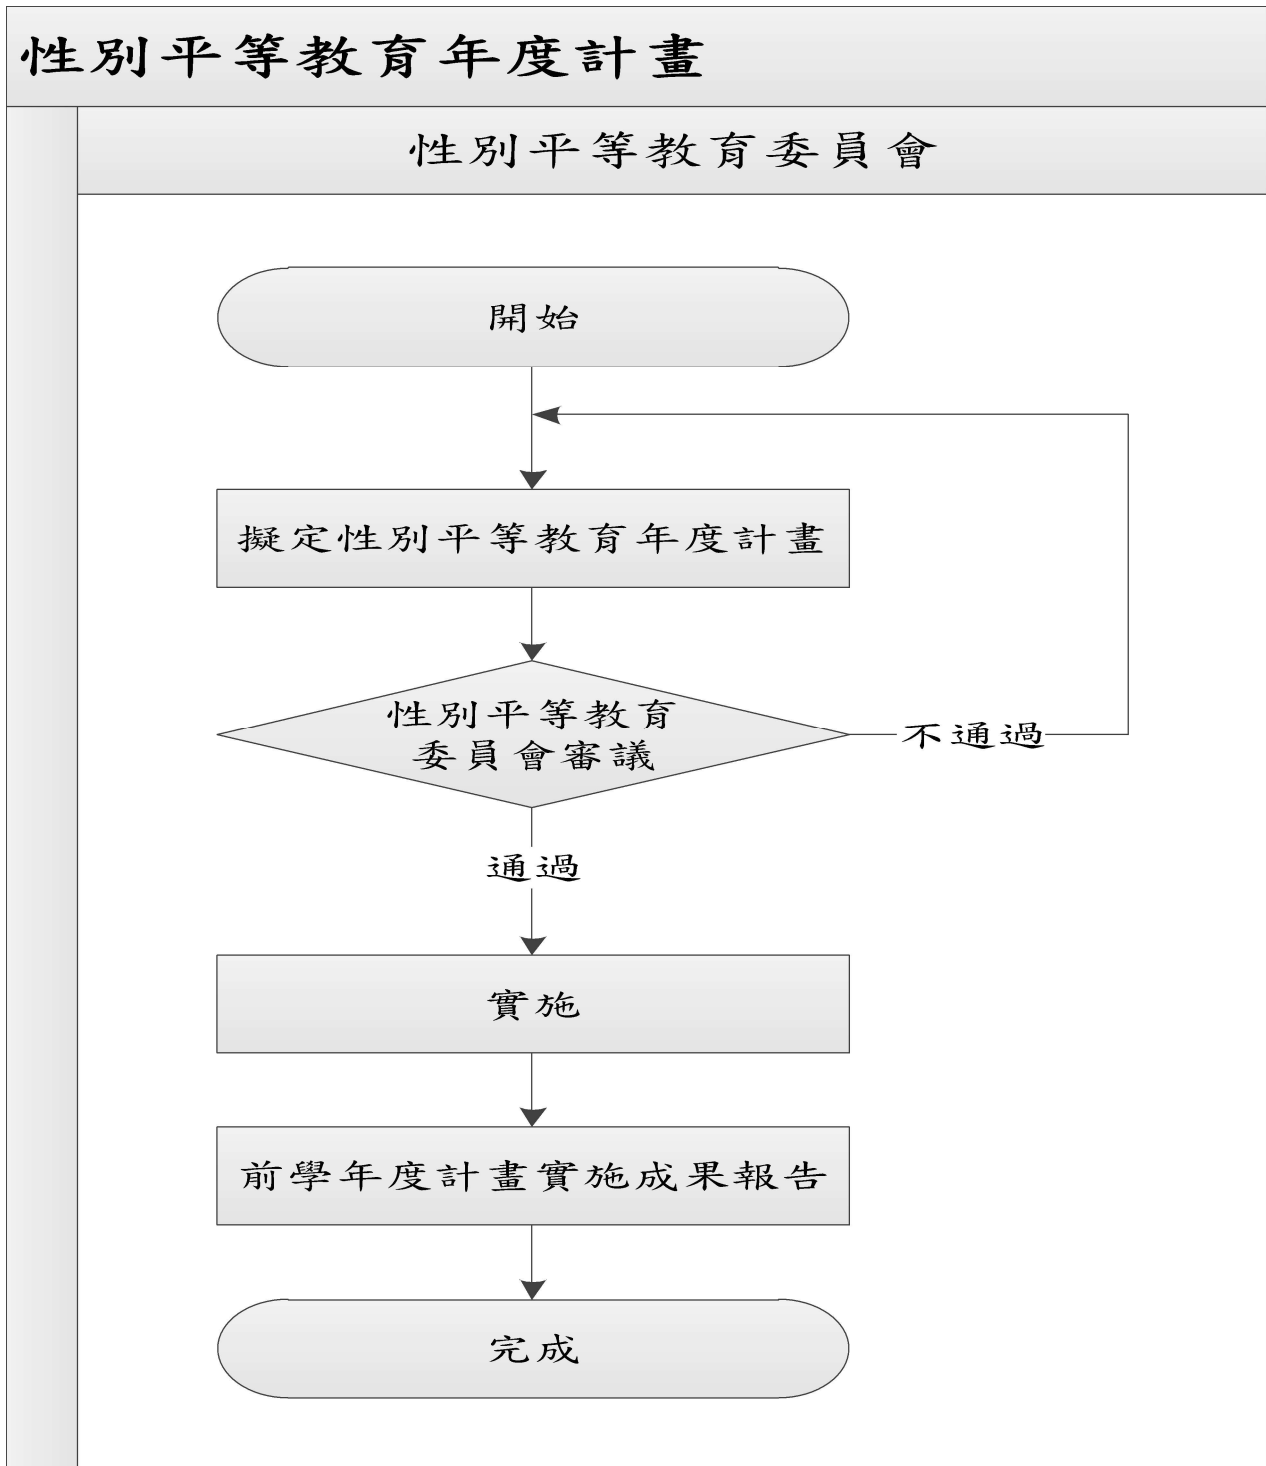 性別平等教育年度計畫
性別平等教育委員會
開始
擬定性別平等教育年度計畫
性別平等教育
委員會審議
不通過
通過
實施
前學年度計畫實施成果報告
完成